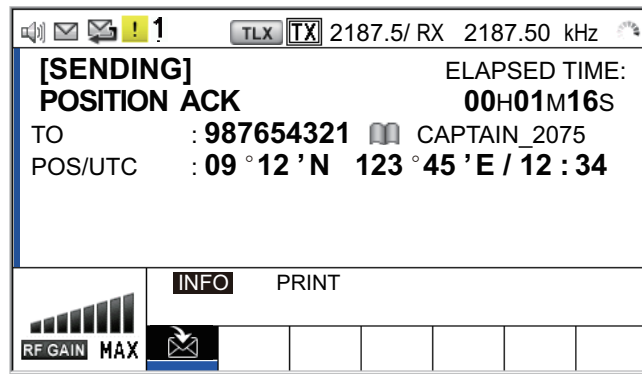 ! 1 TLX TX 2187.5/ RX 2187.50 kHz
[SENDING] ELAPSED TIME:
POSITION ACK 00H01M16S
TO : 987654321 CAPTAIN_2075
POS/UTC : 09°12’N 123°45’E / 12 : 34
INFO PRINT
RF GAIN MAX